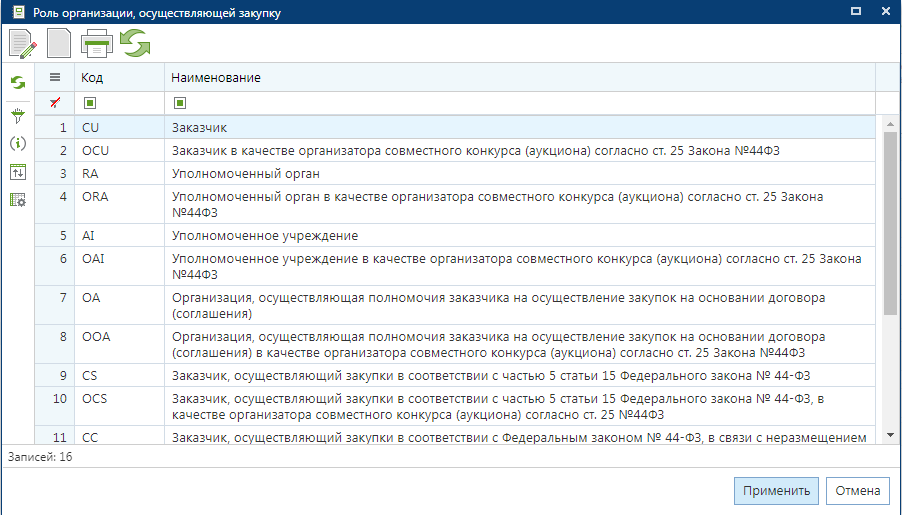 Роль организации, осуществляющей закупку
Код Наименование
1 CU Заказчик
2 OCU Заказчик в качестве организатора совместного конкурса (аукциона) согласно ст. 25 Закона №44ФЗ
3 RA Уполномоченный орган
4 ORA Уполномоченный орган в качестве организатора совместного конкурса (аукциона) согласно ст. 25 Закона
№44ФЗ
5 AI Уполномоченное учреждение
6 OAI Уполномоченное учреждение в качестве организатора совместного конкурса (аукциона) согласно ст. 25 Закона
№44ФЗ
7 OA Организация, осуществляющая полномочия заказчика на осуществление закупок на основании договора
(соглашения)
8 OOA Организация, осуществляющая полномочия заказчика на осуществление закупок на основании договора
(соглашения) в качестве организатора совместного конкурса (аукциона) согласно ст. 25 Закона №44ФЗ
9 CS Заказчик, осуществляющий закупки в соответствии с частью 5 статьи 15 Федерального закона № 44-ФЗ
10 OCS Заказчик, осуществляющий закупки в соответствии с частью 5 статьи 15 Федерального закона № 44-ФЗ, в
качестве организатора совместного конкурса (аукциона) согласно ст. 25 №44ФЗ
11 CC Заказчик, осуществляющий закупки в соответствии с Федеральным законом № 44-ФЗ, в связи с неразмещением
Записей: 16
Применить Отмена